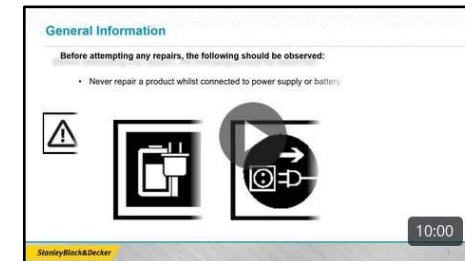 General Information
Before attempting any repairs, the following should be observed:
• Never repair a product whilst connected to power supply or battery
10:00
StanleyBlack&Decker